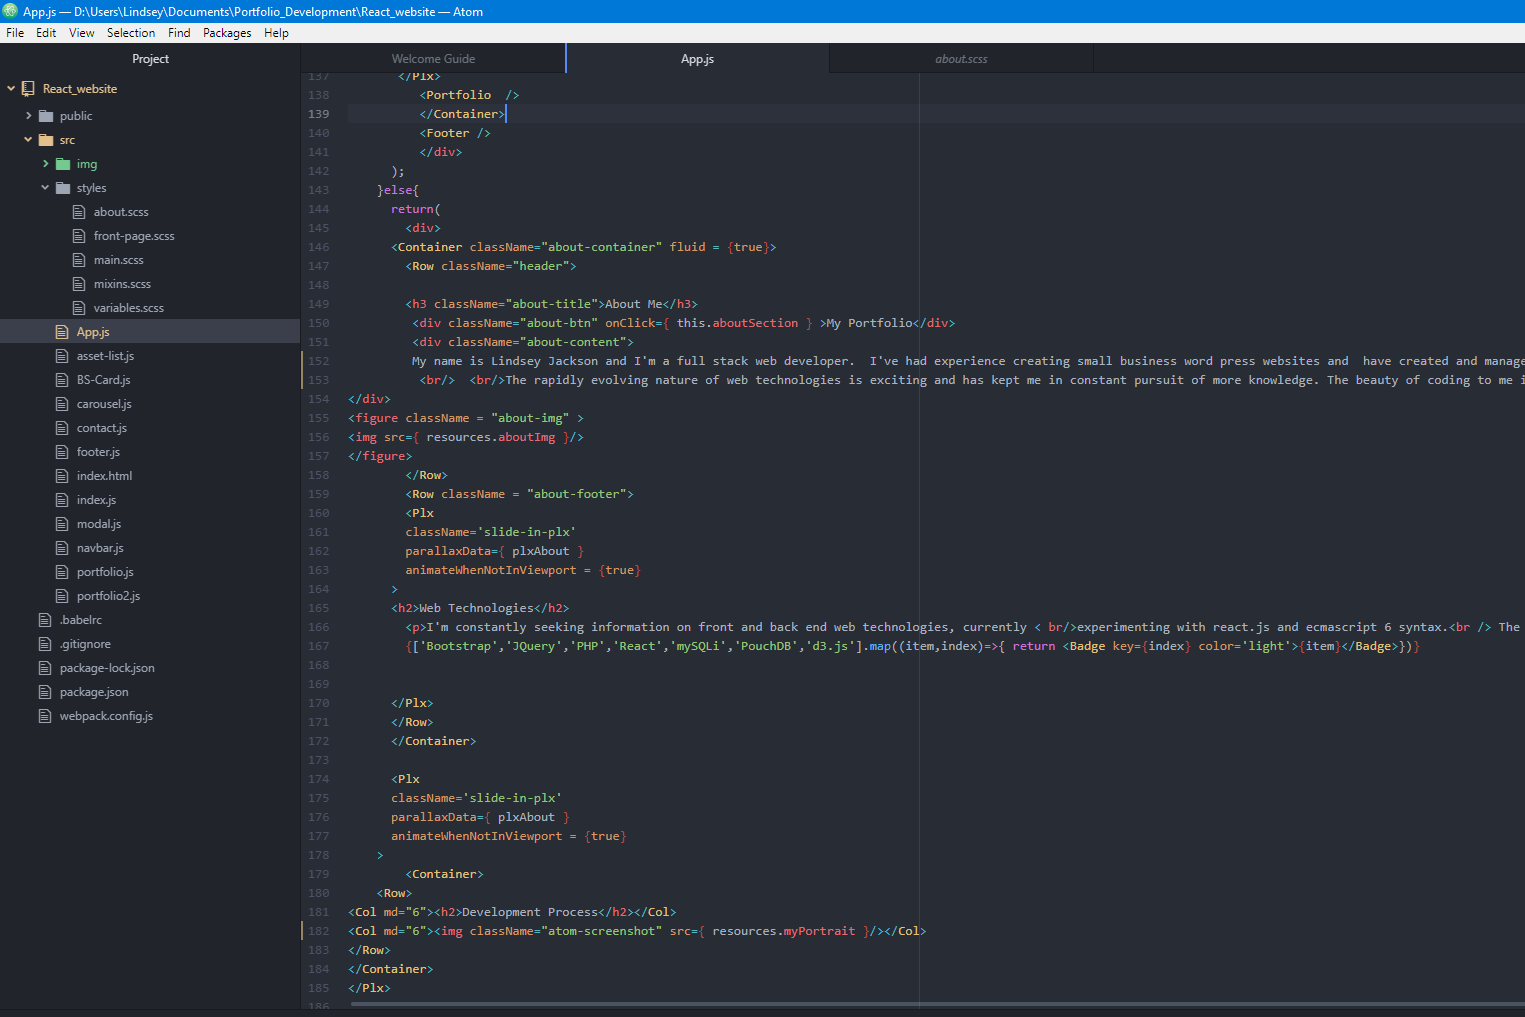 App.js — D:\Users\Lindsey\Documents\Portfolio_Development\React_website — Atom
File Edit View Selection Find Packages Help
Project
React_website
public
src
img
styles
about.scss
front-page.scss
main.scss
mixins.scss
variables.scss
App.js
asset-list.js
BS-Card.js
carousel.js
contact.js
footer.js
index.html
index.js
modal.js
navbar.js
portfolio.js
portfolio2.js
.babelrc
.gitignore
package-lock.json
package.json
webpack.config.js
Welcome Guide App.js about.scss
137 </Plx>
138 <Portfolio />
139 </Container>
140 <Footer />
141 </div>
142 );
143 }else{
144 return(
145 <div>
146 <Container className="about-container" fluid = {true}>
147 <Row className="header">
148
149 <h3 className="about-title">About Me</h3>
150 <div className="about-btn" onClick={ this.aboutSection } >My Portfolio</div>
151 <div className="about-content">
152 My name is Lindsey Jackson and I'm a full stack web developer.  I've had experience creating small business word press websites and  have created and manage
153 <br/>  <br/>The rapidly evolving nature of web technologies is exciting and has kept me in constant pursuit of more knowledge. The beauty of coding to me i
154 </div>
155 <figure className = "about-img" >
156 <img src={ resources.aboutImg }/>
157 </figure>
158 </Row>
159 <Row className = "about-footer">
160 <Plx
161 className='slide-in-plx'
162 parallaxData={ plxAbout }
163 animateWhenNotInViewport = {true}
164 >
165 <h2>Web Technologies</h2>
166 <p>I'm constantly seeking information on front and back end web technologies, currently < br/>experimenting with react.js and ecmascript 6 syntax.<br /> The
167 {['Bootstrap','JQuery','PHP','React','mySQLi','PouchDB','d3.js'].map((item,index)=>{ return <Badge key={index} color='light'>{item}</Badge>})}
168
169
170 </Plx>
171 </Row>
172 </Container>
173
174 <Plx
175 className='slide-in-plx'
176 parallaxData={ plxAbout }
177 animateWhenNotInViewport = {true}
178 >
179 <Container>
180 <Row>
181 <Col md="6"><h2>Development Process</h2></Col>
182 <Col md="6"><img className="atom-screenshot" src={ resources.myPortrait }/></Col>
183 </Row>
184 </Container>
185 </Plx>
186